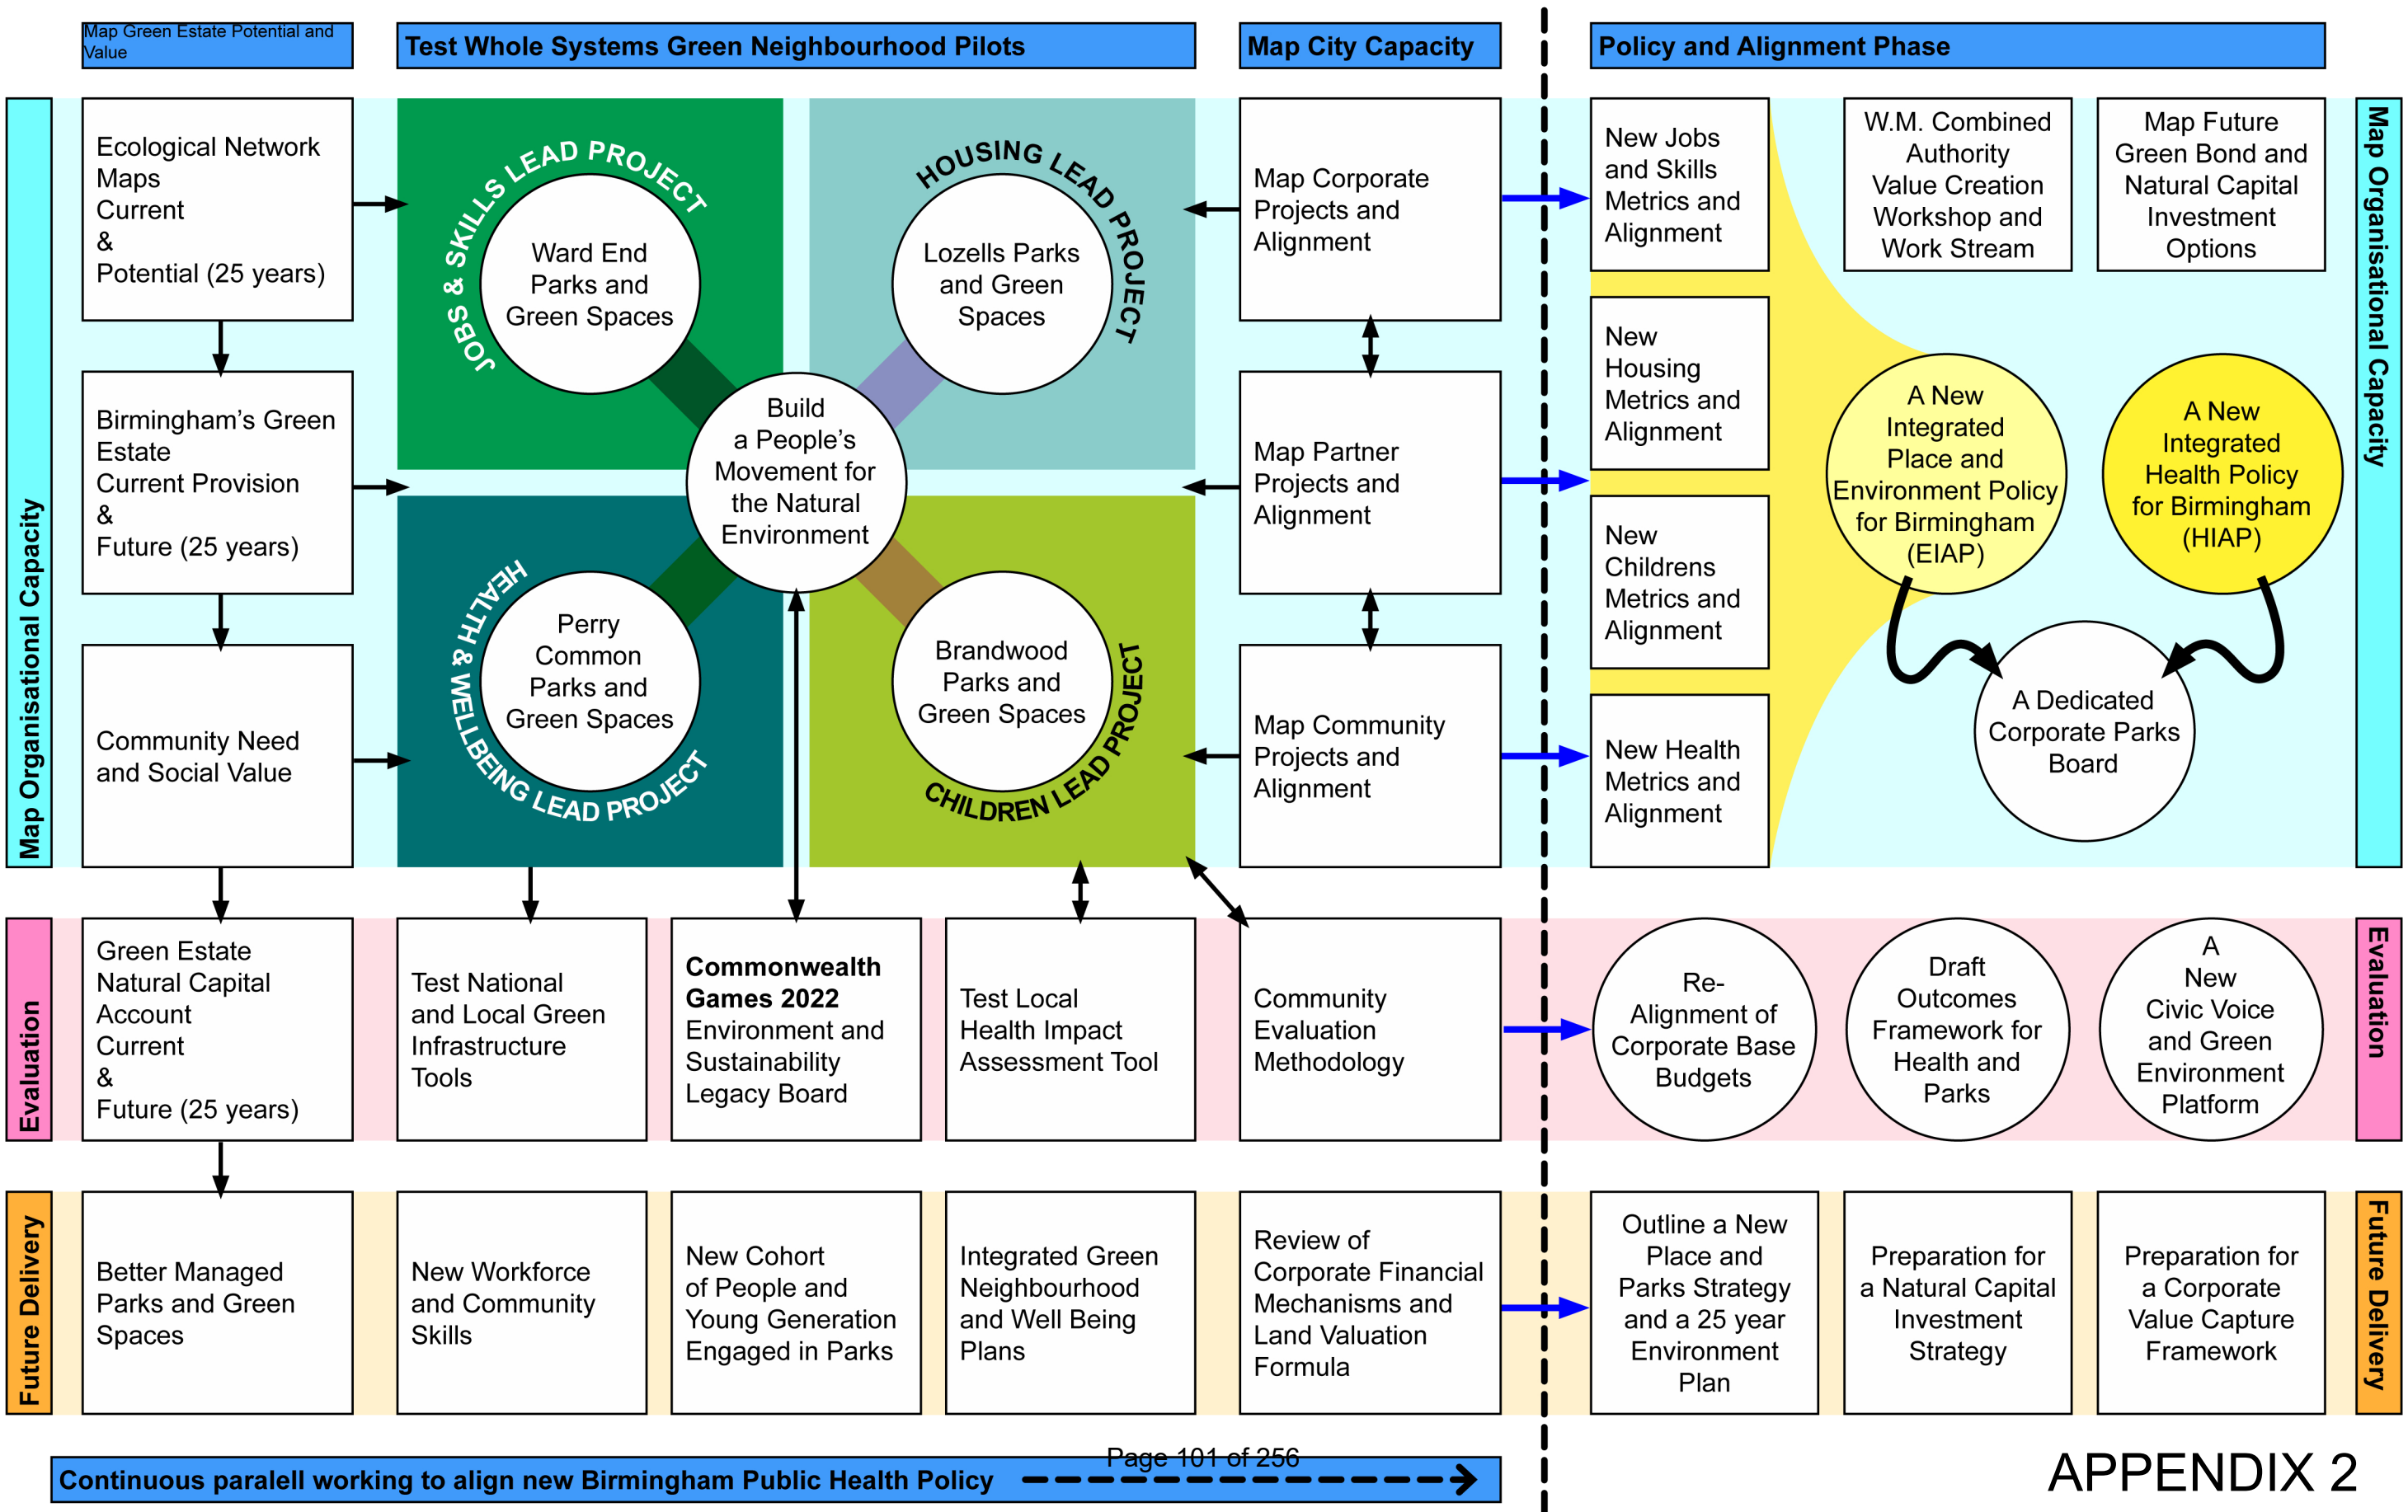 Map Green Estate Potential and
Value
Test Whole Systems Green Neighbourhood Pilots
Map City Capacity
Policy and Alignment Phase
Map Organisational Capacity
Ecological Network
Maps
Current
&
Potential (25 years)
Birmingham’s Green
Estate
Current Provision
&
Future (25 years)
Community Need
and Social Value
JOBS & SKILLS LEAD PROJECT
Ward End
Parks and
Green Spaces
HOUSING LEAD PROJECT
Lozells Parks
and Green
Spaces
Build
a People’s
Movement for
the Natural
Environment
HEALTH & WELLBEING LEAD PROJECT
Perry
Common
Parks and
Green Spaces
CHILDREN LEAD PROJECT
Brandwood
Parks and
Green Spaces
Map Corporate
Projects and
Alignment
Map Partner
Projects and
Alignment
Map Community
Projects and
Alignment
New Jobs
and Skills
Metrics and
Alignment
New
Housing
Metrics and
Alignment
New
Childrens
Metrics and
Alignment
New Health
Metrics and
Alignment
W.M. Combined
Authority
Value Creation
Workshop and
Work Stream
Map Future
Green Bond and
Natural Capital
Investment
Options
A New
Integrated
Place and
Environment Policy
for Birmingham
(EIAP)
A New
Integrated
Health Policy
for Birmingham
(HIAP)
A Dedicated
Corporate Parks
Board
Map Organisational Capacity
Evaluation
Green Estate
Natural Capital
Account
Current
&
Future (25 years)
Test National
and Local Green
Infrastructure
Tools
Commonwealth
Games 2022
Environment and
Sustainability
Legacy Board
Test Local
Health Impact
Assessment Tool
Community
Evaluation
Methodology
Re-
Alignment of
Corporate Base
Budgets
Draft
Outcomes
Framework for
Health and
Parks
A
New
Civic Voice
and Green
Environment
Platform
Evaluation
Future Delivery
Better Managed
Parks and Green
Spaces
New Workforce
and Community
Skills
New Cohort
of People and
Young Generation
Engaged in Parks
Integrated Green
Neighbourhood
and Well Being
Plans
Review of
Corporate Financial
Mechanisms and
Land Valuation
Formula
Outline a New
Place and
Parks Strategy
and a 25 year
Environment
Plan
Preparation for
a Natural Capital
Investment
Strategy
Preparation for
a Corporate
Value Capture
Framework
Future Delivery
Page 101 of 256
Continuous paralell working to align new Birmingham Public Health Policy
APPENDIX 2